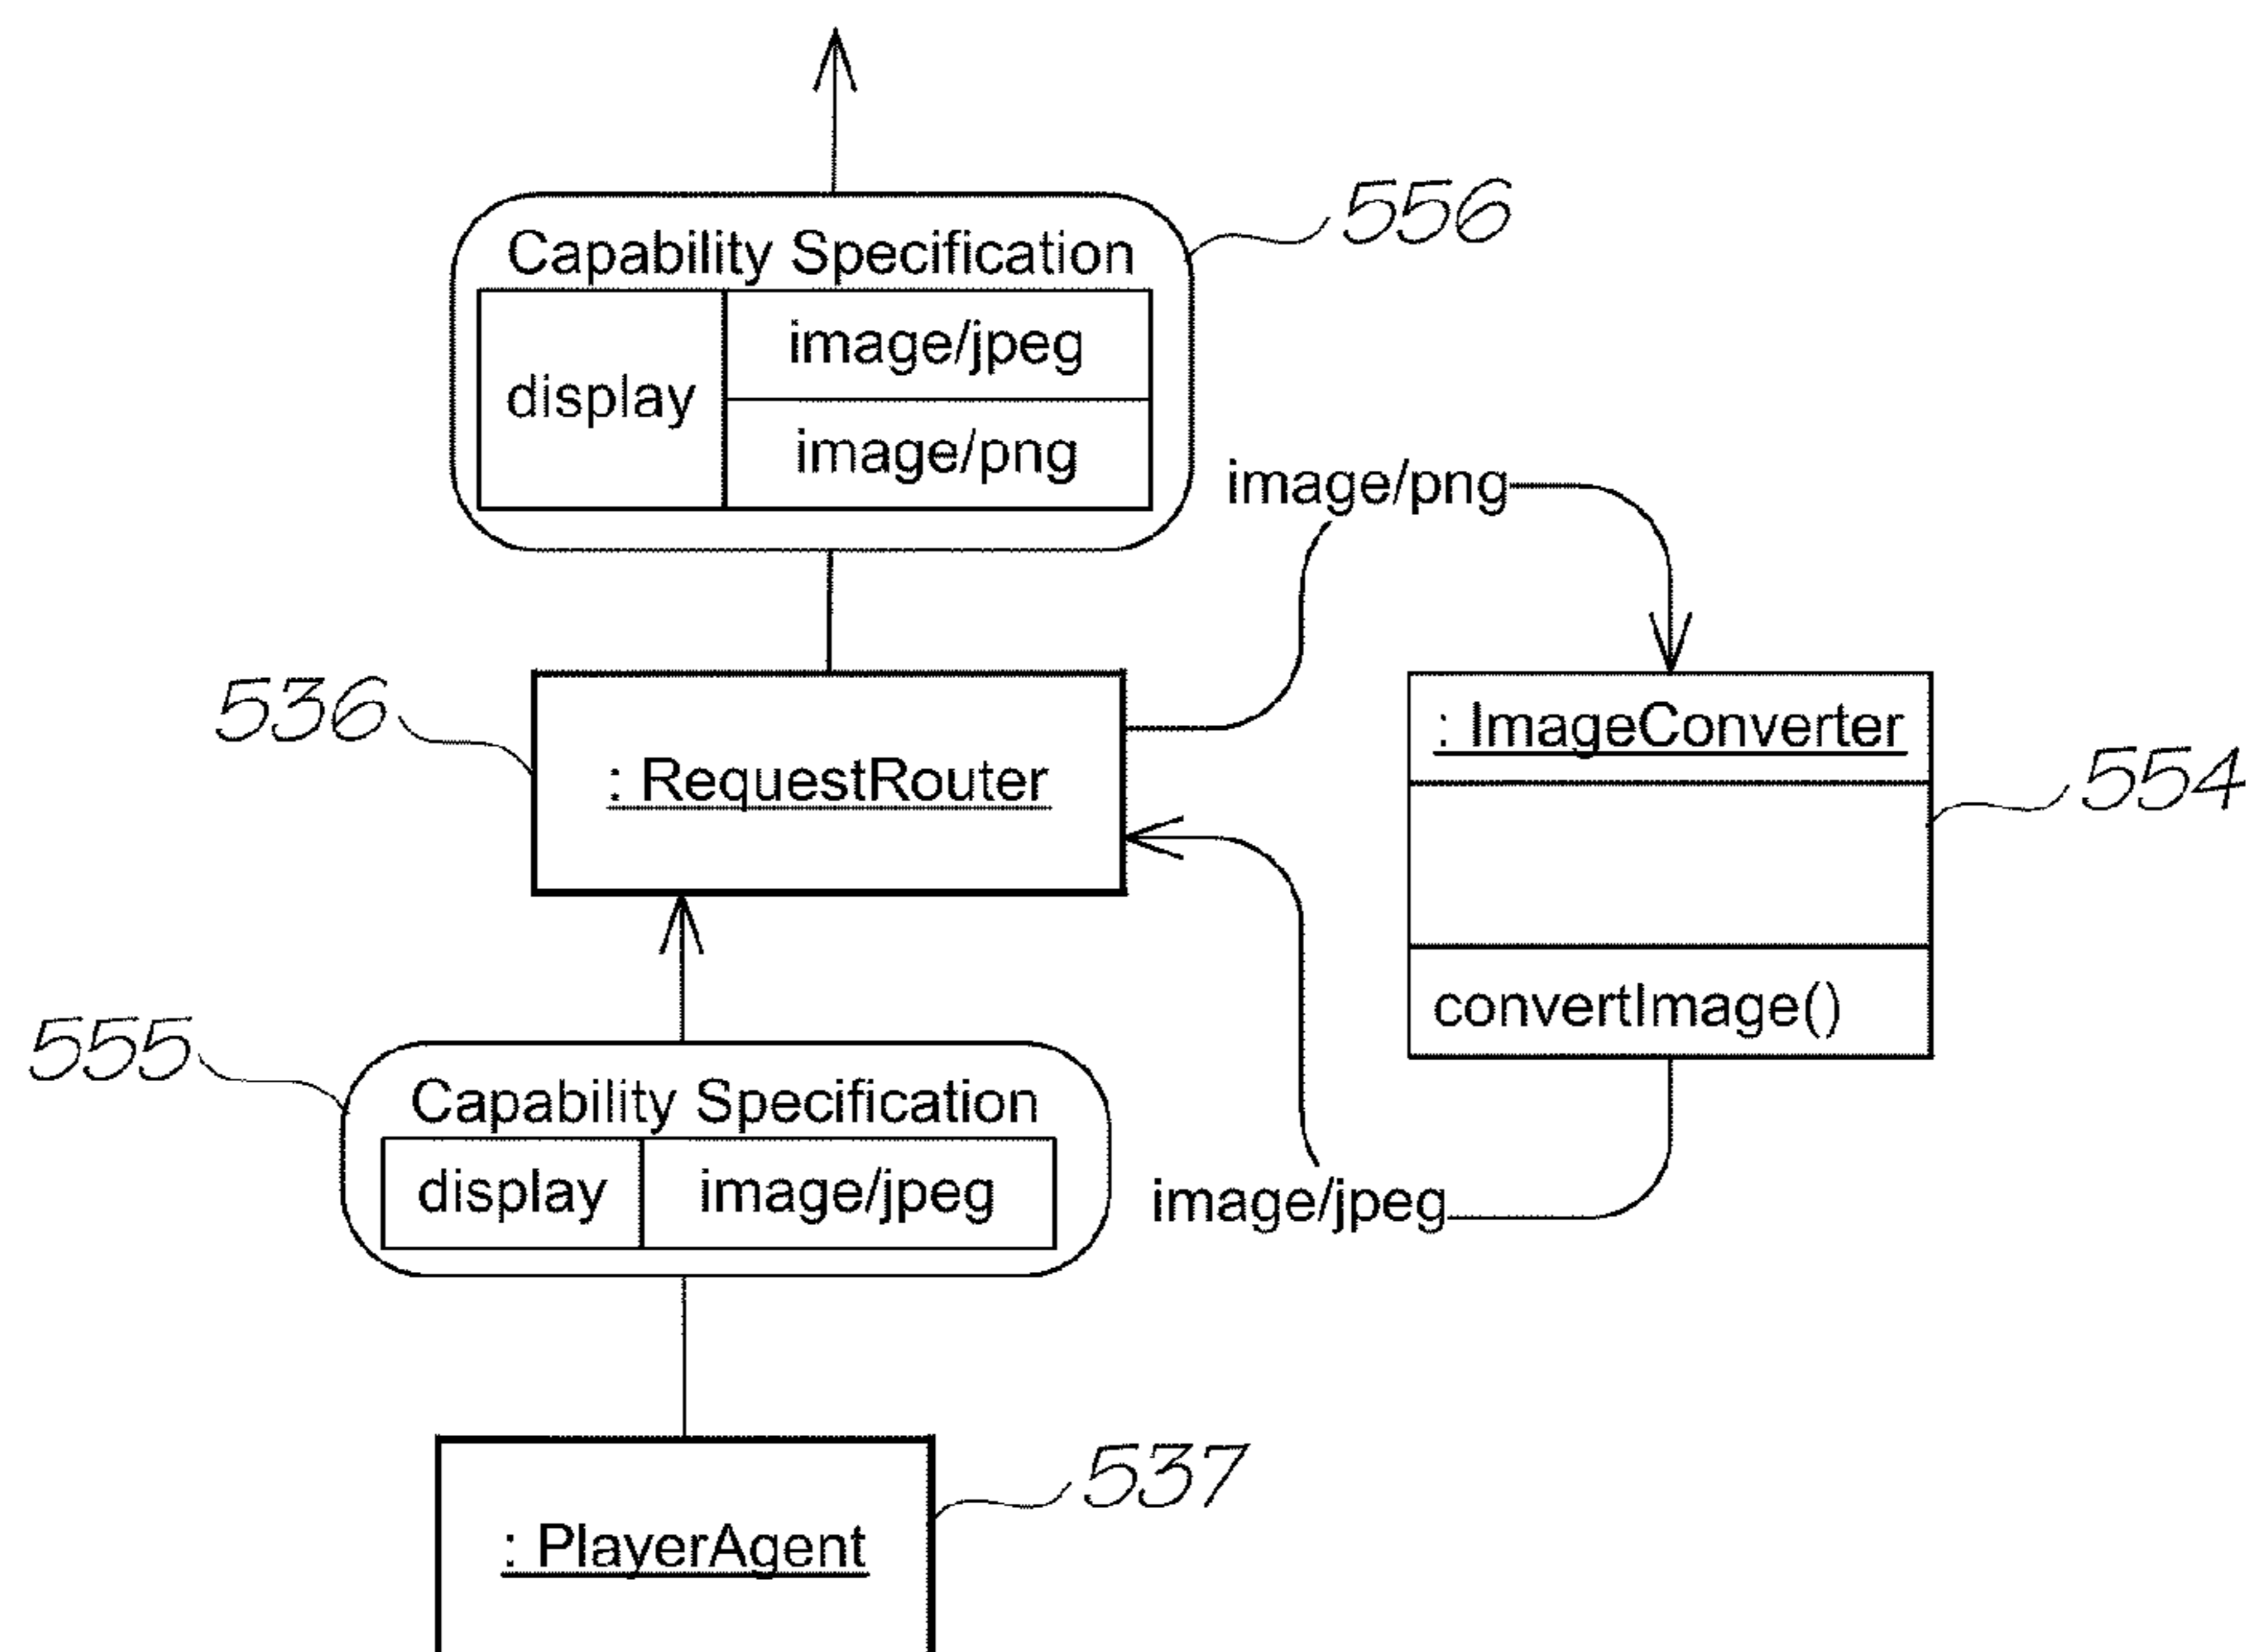 556
Capability Specification
display
image/jpeg
image/png
image/png
536
: RequestRouter
: ImageConverter
554
convertImage()
555
Capability Specification
display
image/jpeg
image/jpeg
537
: PlayerAgent